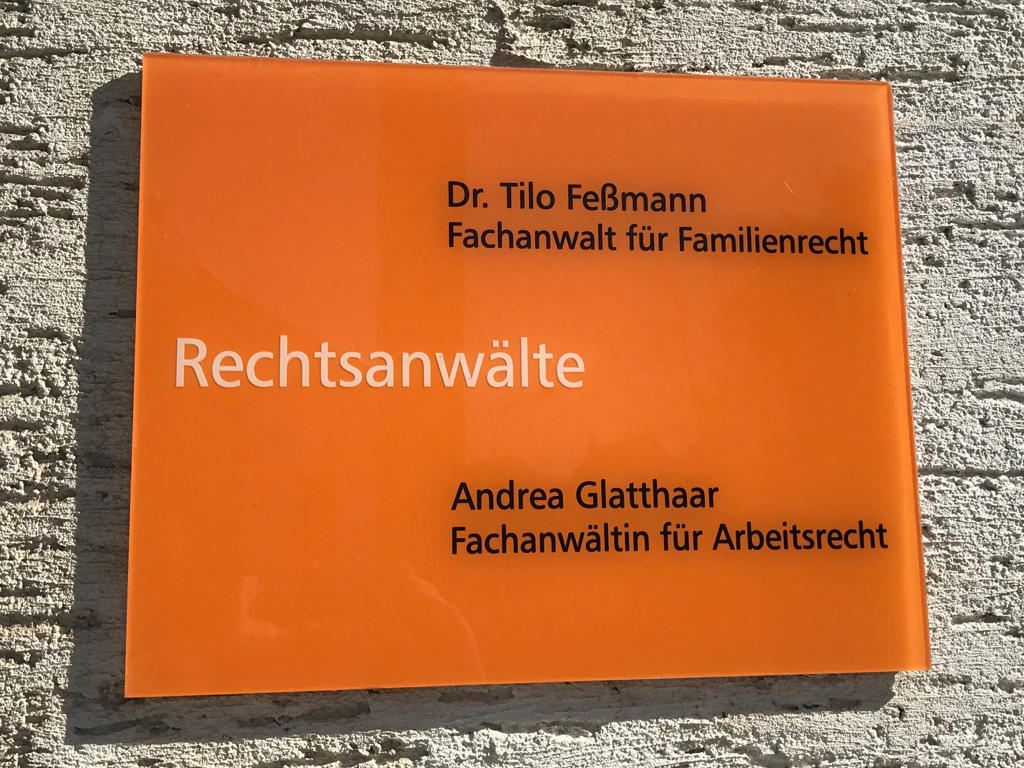 Dr. Tilo Feßmann
Fachanwalt für Familienrecht
Rechtsanwälte
Andrea Glatthaar
Fachanwältin für Arbeitsrecht